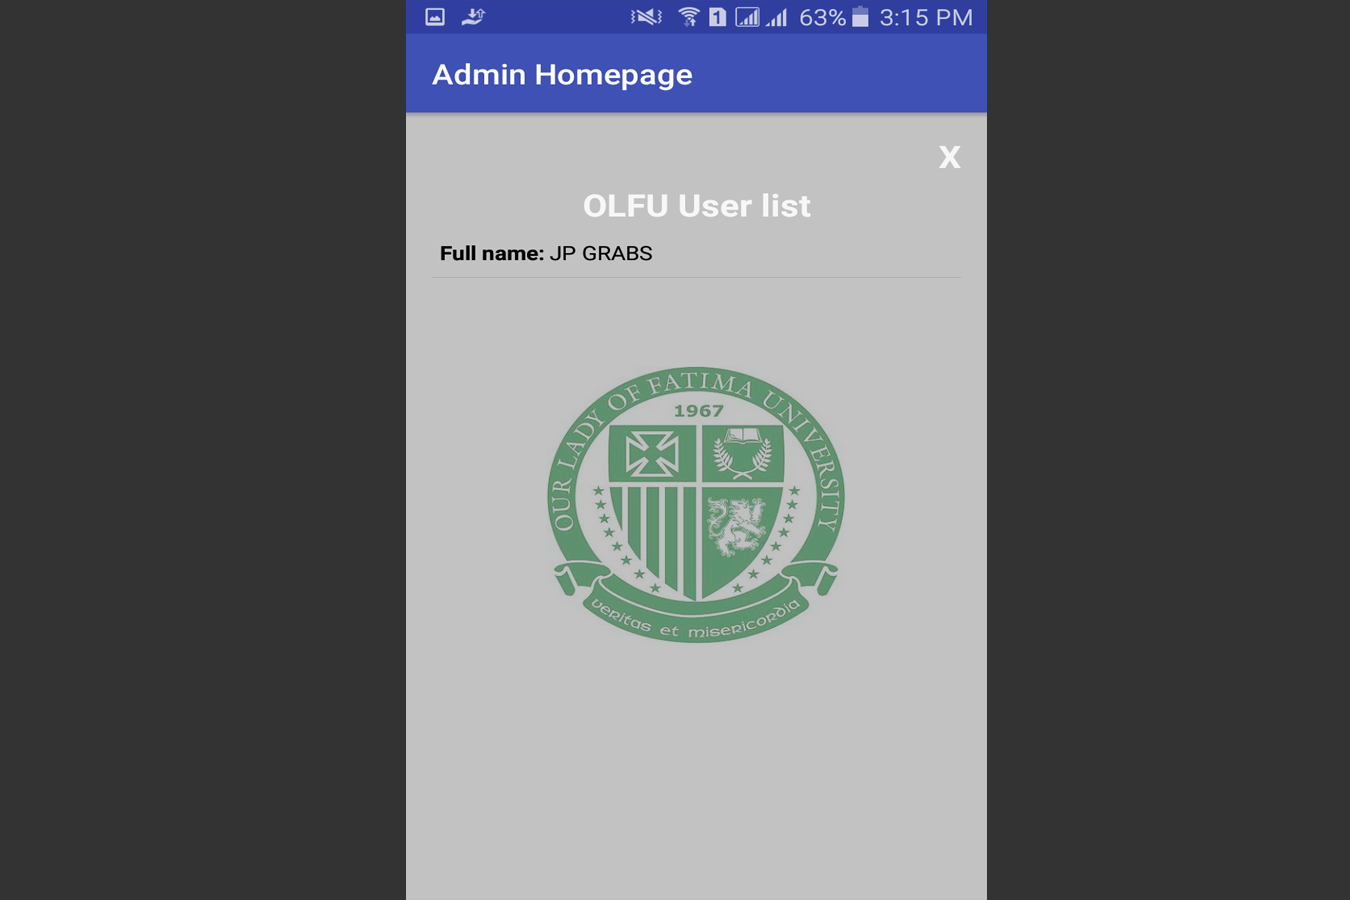 1 63% 3:15 PM
Admin Homepage
X
OLFU User list
Full name: JP GRABS
OUR LADY OF FATIMA UNIVERSITY
1967
veritas et misericordia